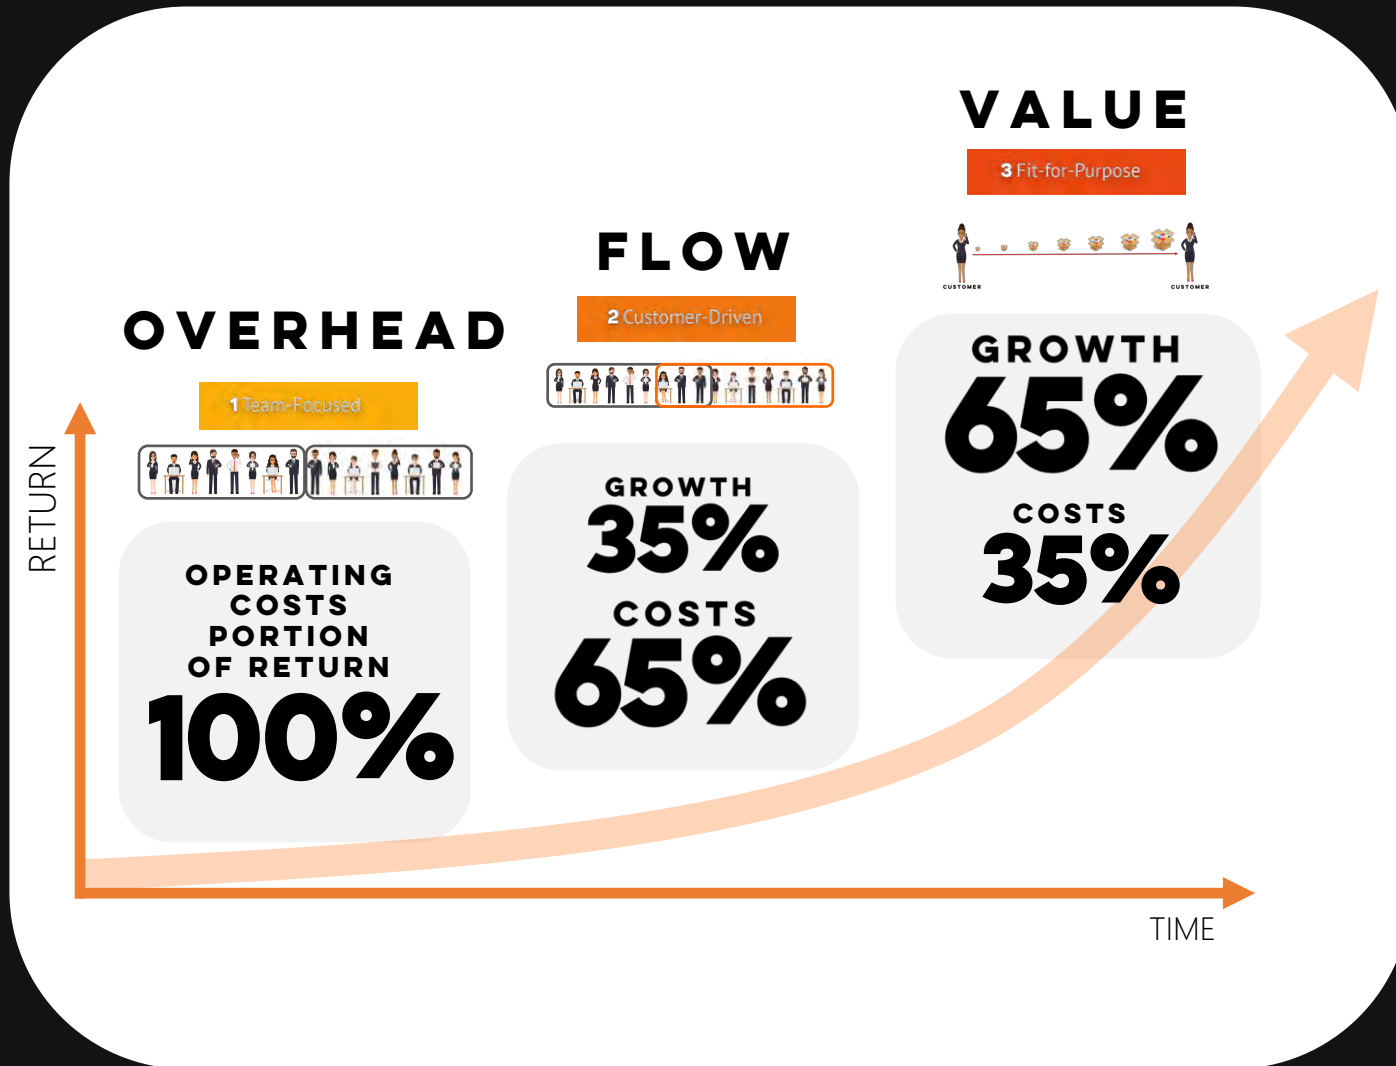 VALUE
3 Fit-for-Purpose
CUSTOMER
CUSTOMER
FLOW
2 Customer-Driven
OVERHEAD
1 Team-Focused
RETURN
OPERATING
COSTS
PORTION
OF RETURN
100%
GROWTH
35%
COSTS
65%
GROWTH
65%
COSTS
35%
TIME